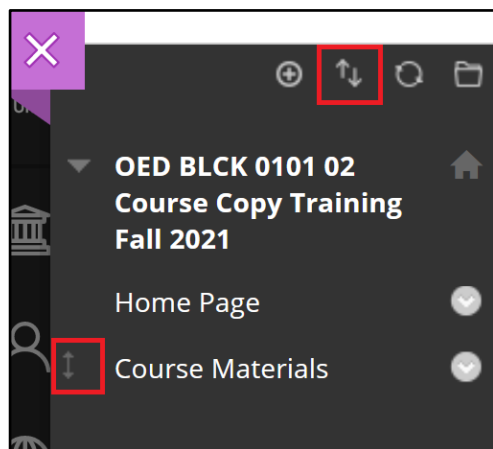 OED BLCK 0101 02
Course Copy Training
Fall 2021
Home Page
Course Materials